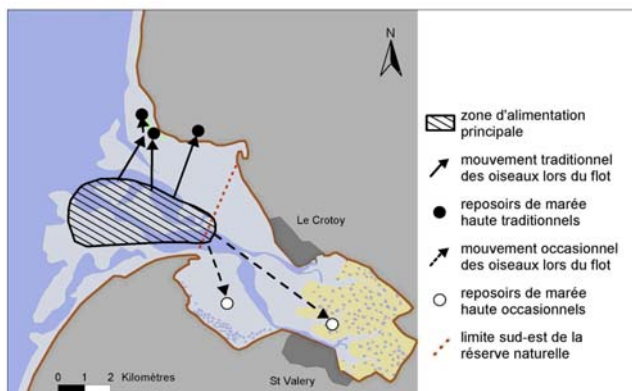 N
Le Crotoy
St Valery
0 1 2 Kilomètres
zone d'alimentation
principale
mouvement traditionnel
des oiseaux lors du flot
reposoirs de marée
haute traditionnels
mouvement occasionnel
des oiseaux lors du flot
reposoirs de marée
haute occasionnels
limite sud-est de la
réserve naturelle